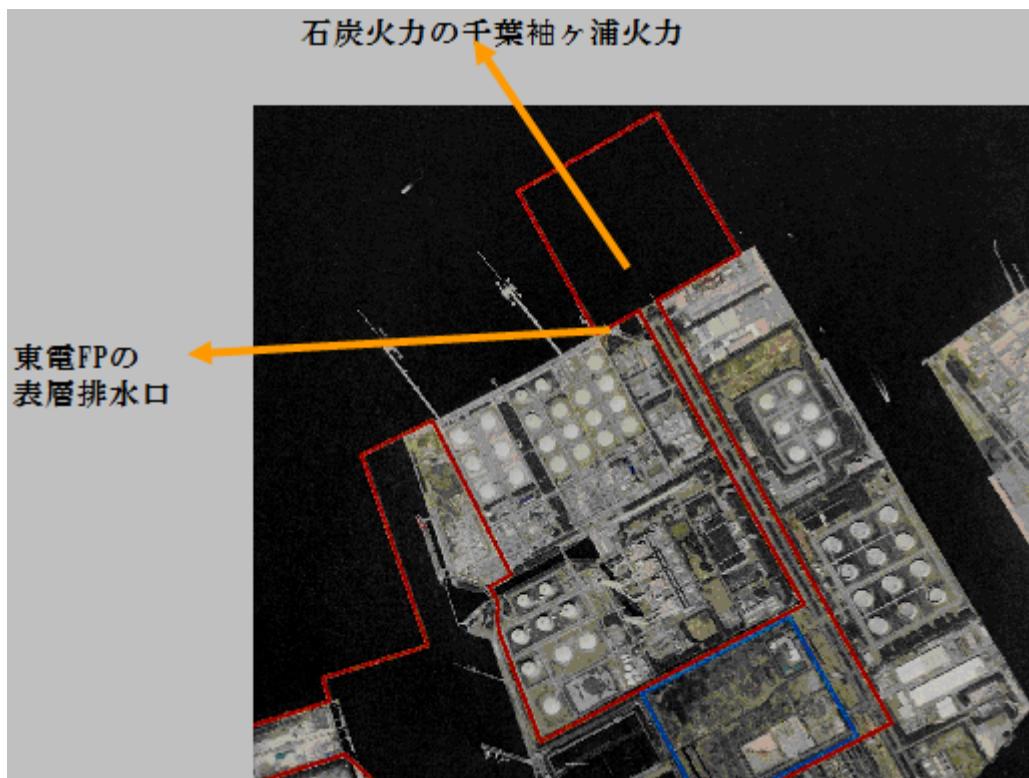 石炭火力の千葉袖ヶ浦火力
東電FPの
表層排水口